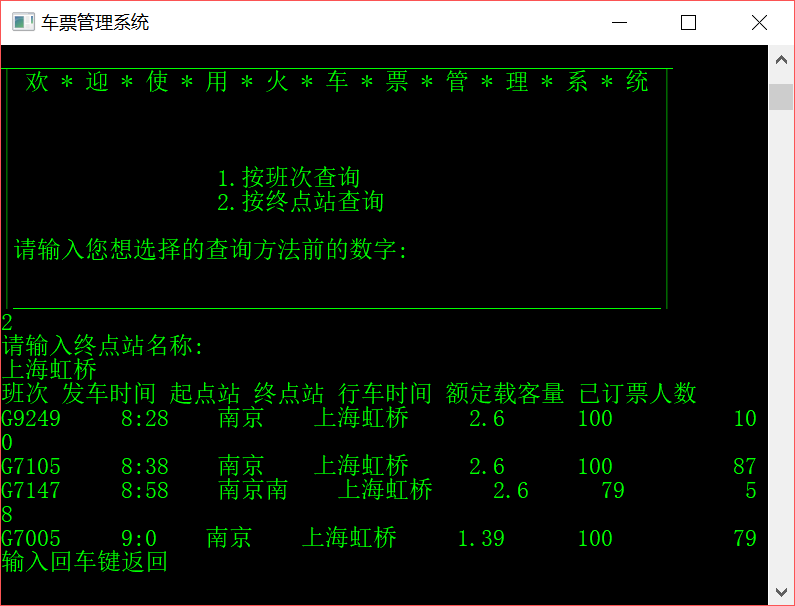 车票管理系统
欢 * 迎 * 使 * 用 * 火 * 车 * 票 * 管 * 理 * 系 * 统
1.按班次查询
2.按终点站查询
请输入您想选择的查询方法前的数字:
2
请输入终点站名称:
上海虹桥
班次 发车时间 起点站 终点站 行车时间 额定载客量 已订票人数
G9249 8:28 南京 上海虹桥 2.6 100 10
0
G7105 8:38 南京 上海虹桥 2.6 100 87
G7147 8:58 南京南 上海虹桥 2.6 79 5
8
G7005 9:0 南京 上海虹桥 1.39 100 79
输入回车键返回